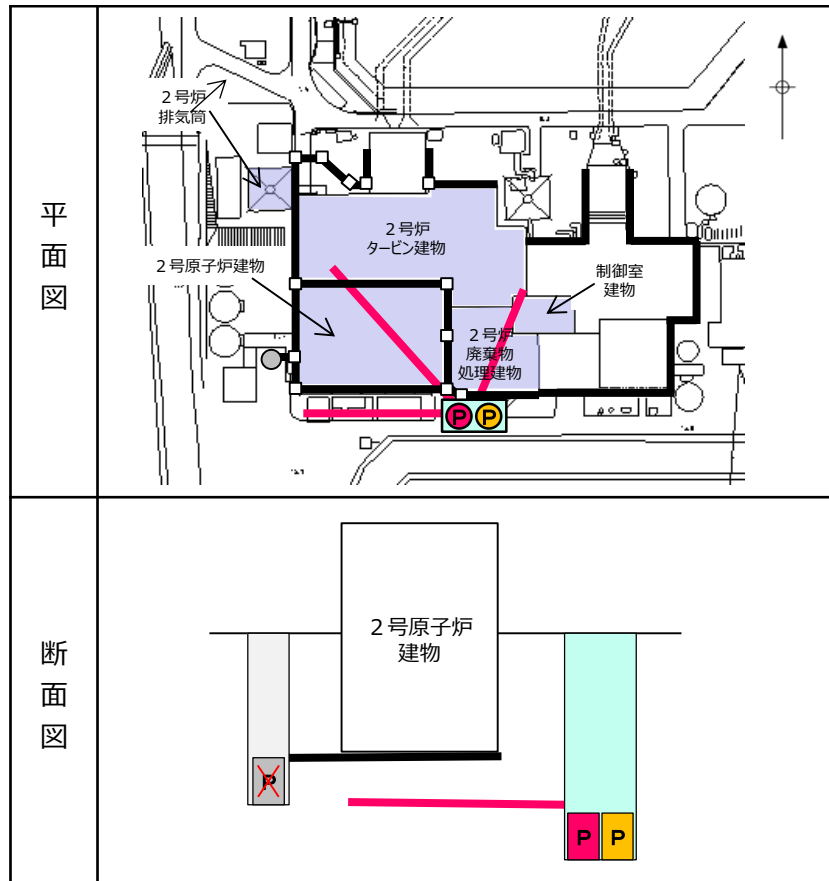 平面図
２号炉
排気筒
２号炉
タービン建物
２号原子炉建物
制御室
建物
２号炉
廃棄物
処理建物
P P
断面図
２号原子炉
建物
P
P P